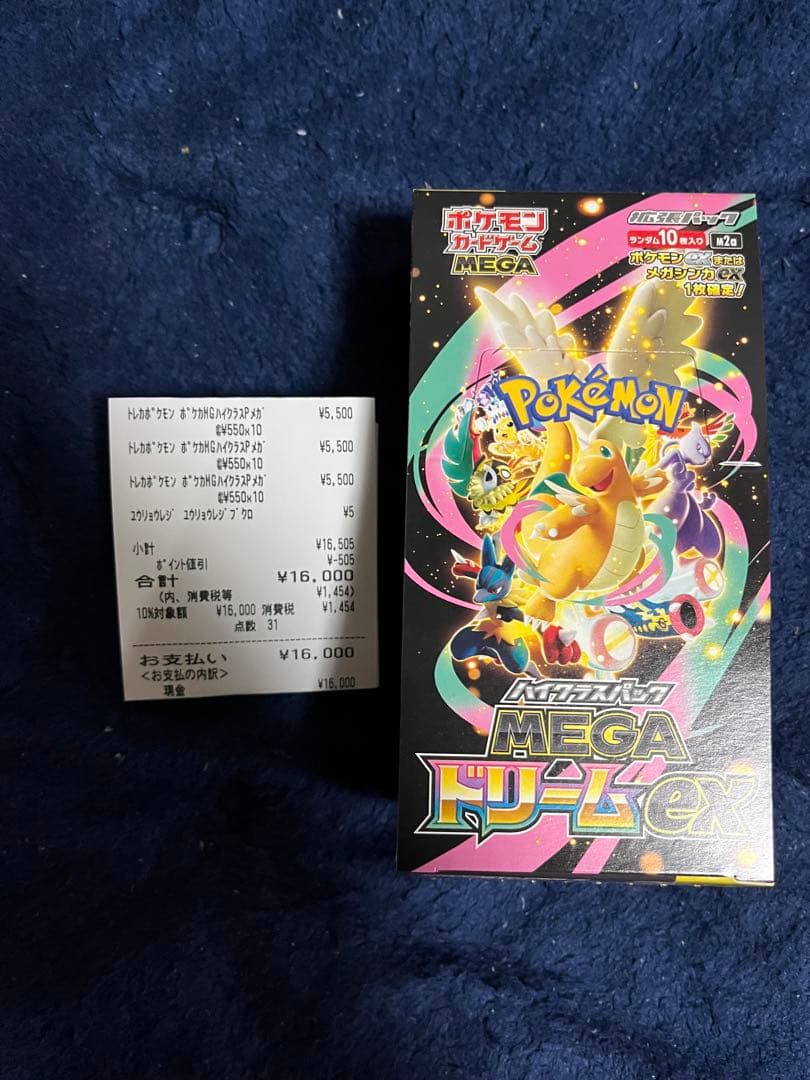 トレカポケモン ポケカMGハイクラスPメガ ¥5,500
@¥550x10
トレカポケモン ポケカMGハイクラスPメガ ¥5,500
@¥550x10
トレカポケモン ポケカMGハイクラスPメガ ¥5,500
@¥550x10
ユウリョウレジ ユウリョウレジブクロ ¥5
小計 ¥16,505
ポイント値引 ¥-505
合計 ¥16,000
(内、消費税等 ¥1,454)
10%対象額 ¥16,000 消費税 ¥1,454
点数 31
お支払い ¥16,000
<お支払の内訳>
現金 ¥16,000
ポケモン
カードゲーム
MEGA
拡張パック
ランダム10枚入り M2a
ポケモンexまたは
メガシンカex
1枚確定!
POKéMON
ハイクラスパック
MEGA
ドリームex